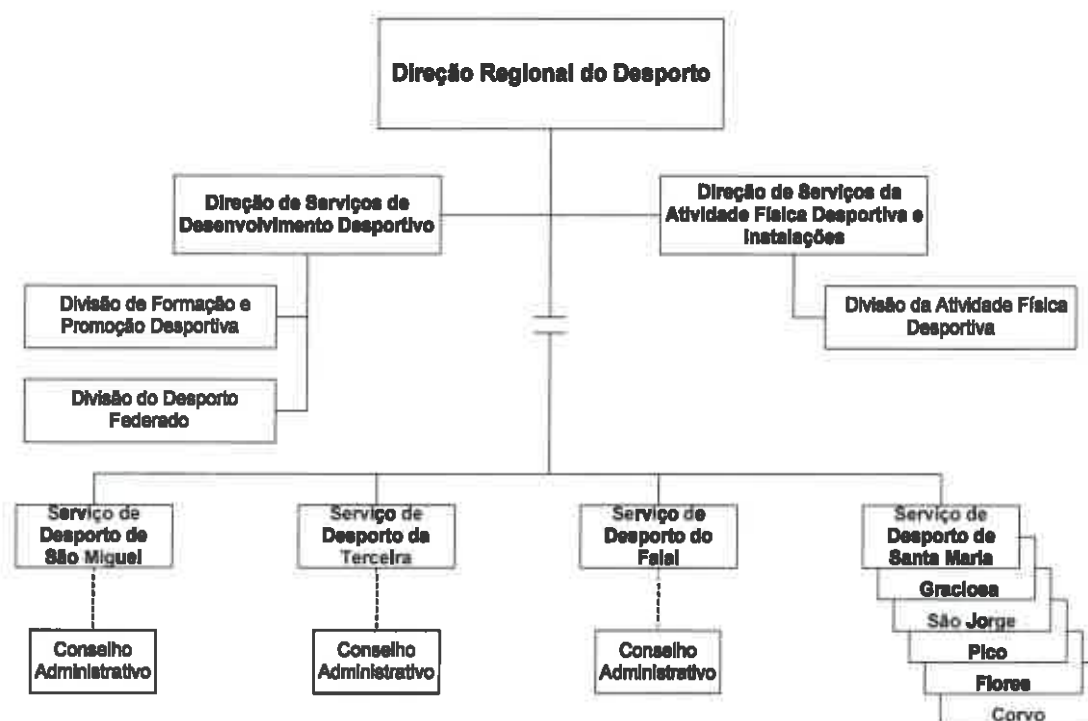 Direção Regional do Desporto
Direção de Serviços de
Desenvolvimento Desportivo
Direção de Serviços da
Atividade Física Desportiva e
Instalações
Divisão de Formação e
Promoção Desportiva
Divisão da Atividade Física
Desportiva
Divisão do Desporto
Federado
Serviço de
Desporto de
São Miguel
Serviço de
Desporto da
Terceira
Serviço de
Desporto do
Faial
Serviço de
Desporto de
Santa Maria
Graciosa
São Jorge
Pico
Flores
Corvo
Conselho
Administrativo
Conselho
Administrativo
Conselho
Administrativo